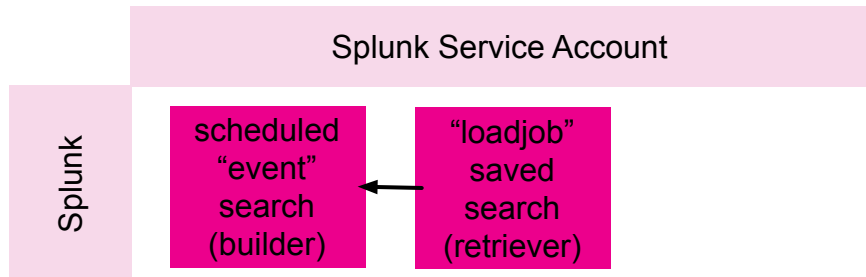 Splunk Service Account
Splunk
scheduled
“event”
search
(builder)
“loadjob”
saved
search
(retriever)